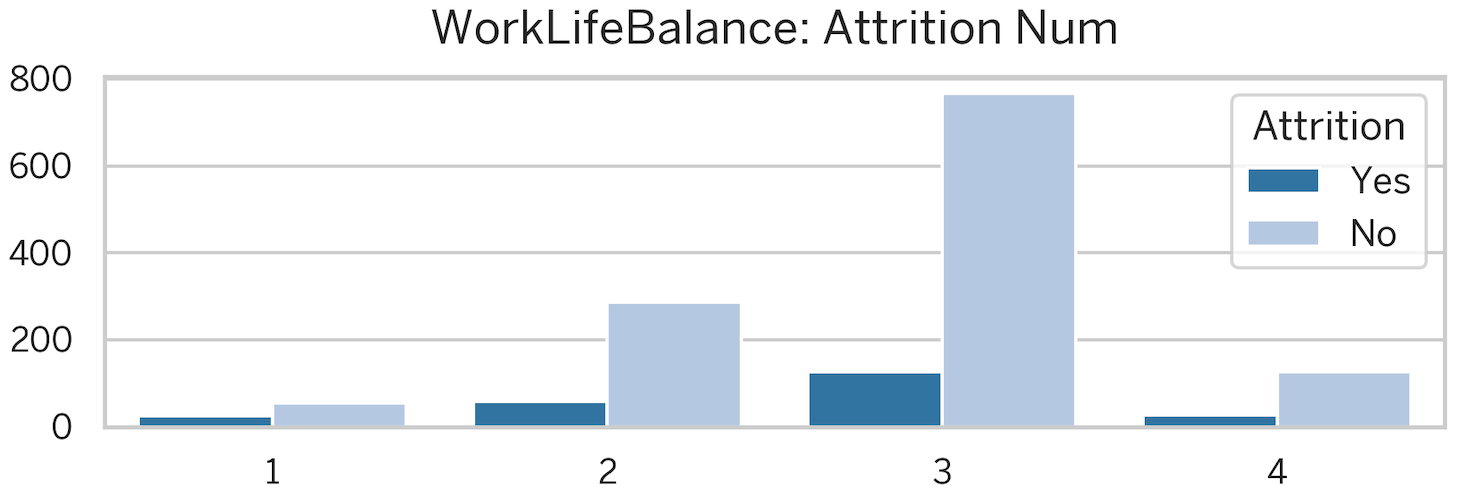 WorkLifeBalance: Attrition Num
800
600
400
200
0
Attrition
Yes
No
1 2 3 4